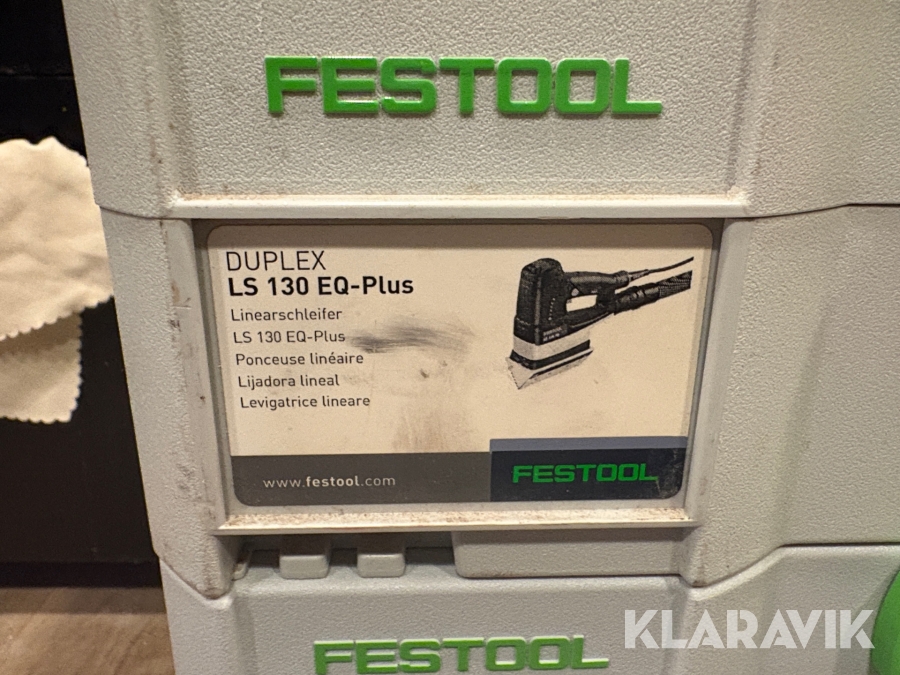 FESTOOL
DUPLEX
LS 130 EQ-Plus
Linearschleifer
LS 130 EQ-Plus
Ponceuse linéaire
Lijadora lineal
Levigatrice lineare
www.festool.com
FESTOOL
FESTOOL
KLARAVIK